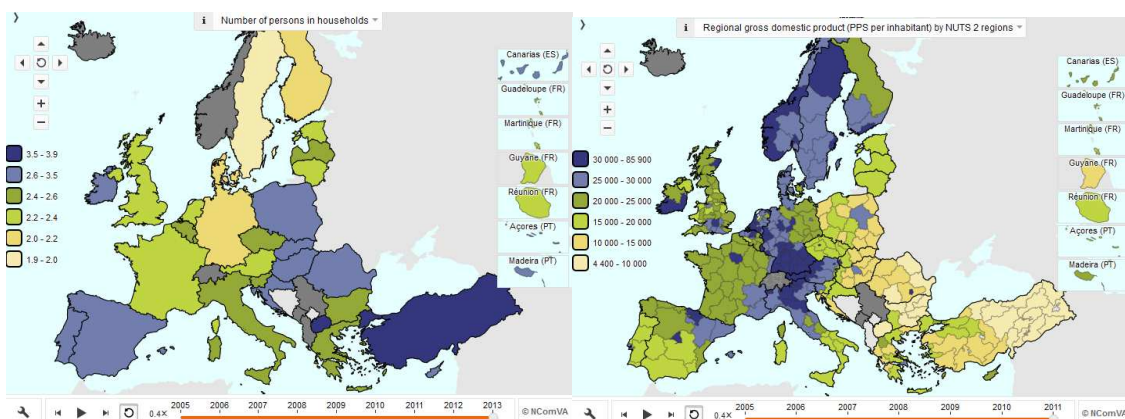 Number of persons in households
Canarias (ES)
Guadeloupe (FR)
Martinique (FR)
Guyane (FR)
Réunion (FR)
Açores (PT)
Madeira (PT)
3.5 - 3.9
2.6 - 3.5
2.4 - 2.6
2.2 - 2.4
2.0 - 2.2
1.9 - 2.0
0.4×
2005 2006 2007 2008 2009 2010 2011 2012 2013
© NComVA
Regional gross domestic product (PPS per inhabitant) by NUTS 2 regions
Canarias (ES)
Guadeloupe (FR)
Martinique (FR)
Guyane (FR)
Réunion (FR)
Açores (PT)
Madeira (PT)
30 000 - 85 900
25 000 - 30 000
20 000 - 25 000
15 000 - 20 000
10 000 - 15 000
4 400 - 10 000
0.4×
2005 2006 2007 2008 2009 2010 2011
© NComVA